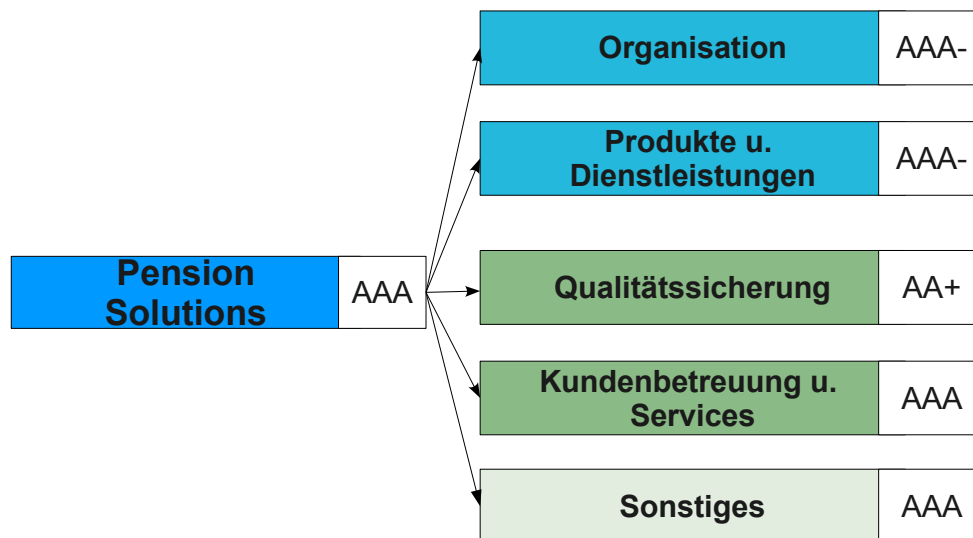 Organisation
AAA-
Produkte u.
Dienstleistungen
AAA-
Pension
Solutions
AAA
Qualitätssicherung
AA+
Kundenbetreuung u.
Services
AAA
Sonstiges
AAA